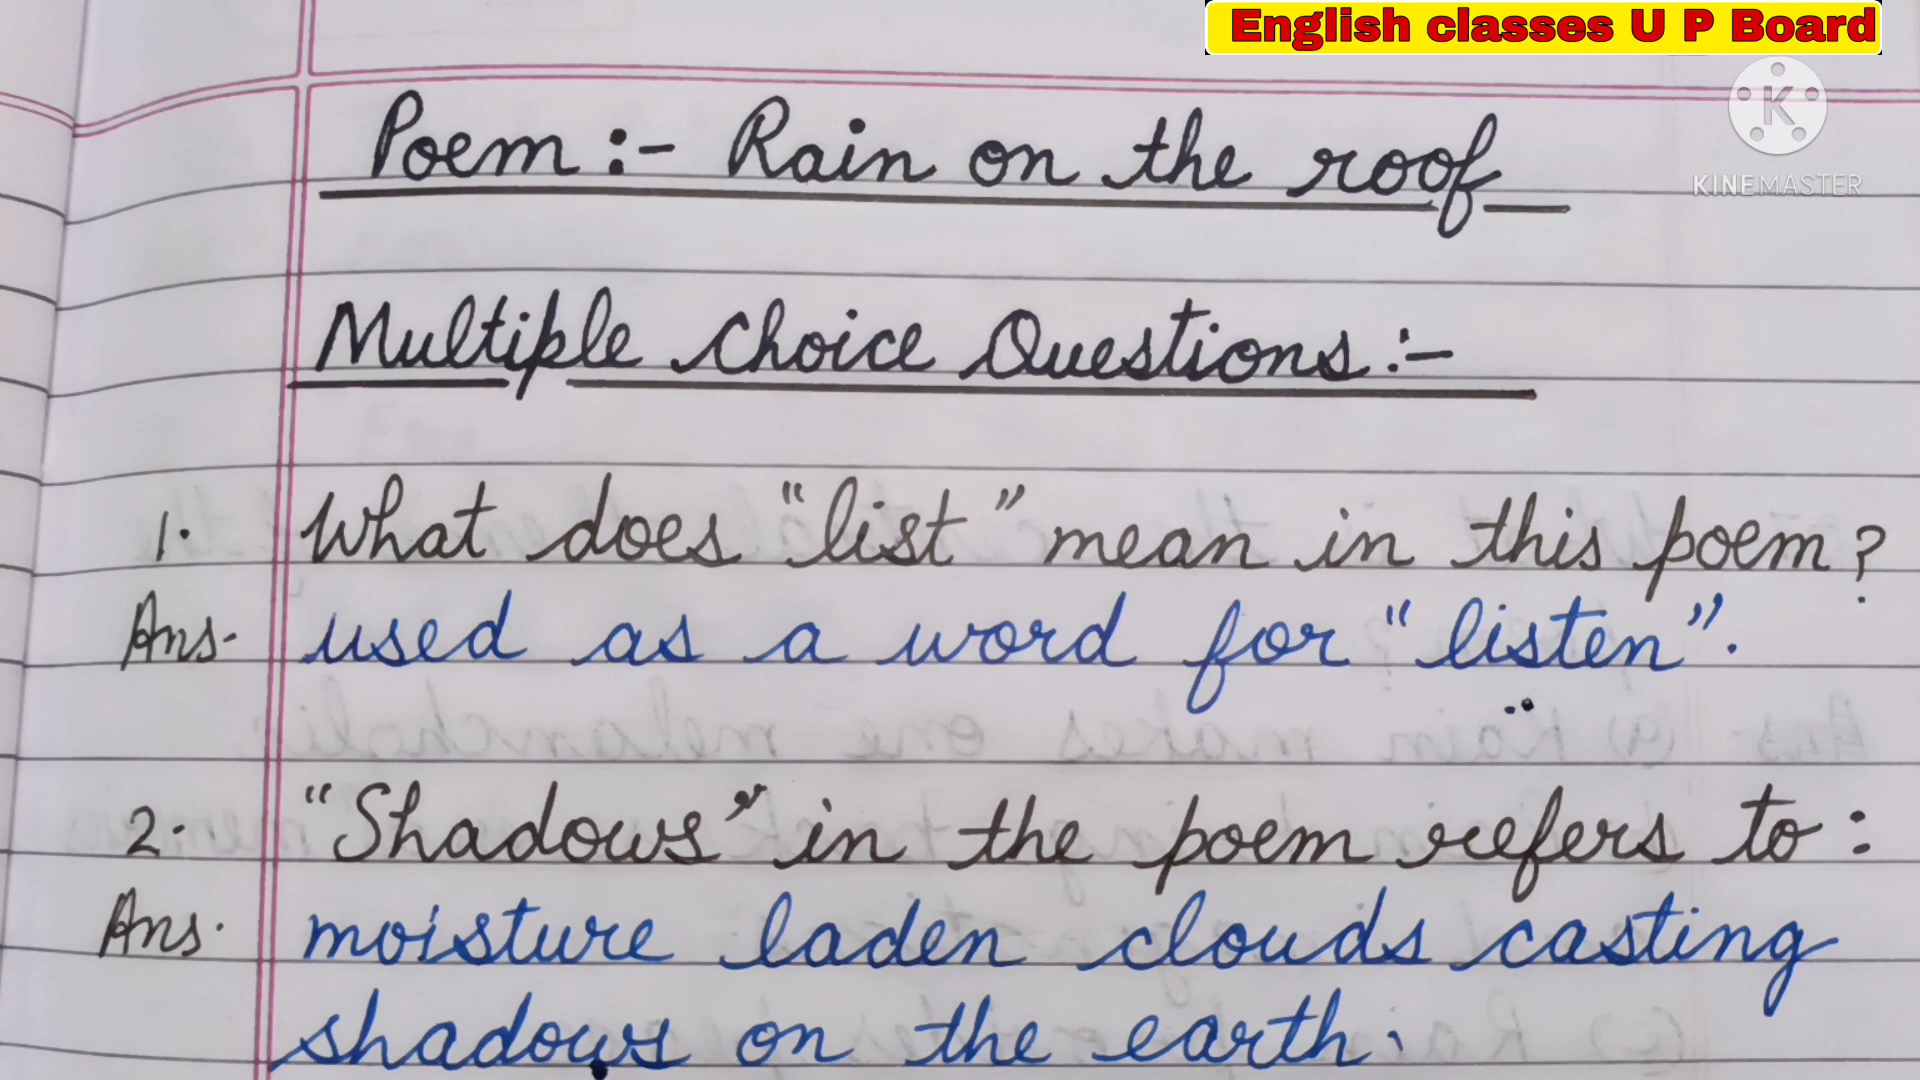 English classes U P Board
K
KINEMASTER
Poem :- Rain on the roof
Multiple Choice Questions :-
1. What does "list" mean in this poem?
Ans- used as a word for "listen".
2. "Shadows" in the poem refers to :
Ans. moisture laden clouds casting
shadows on the earth.